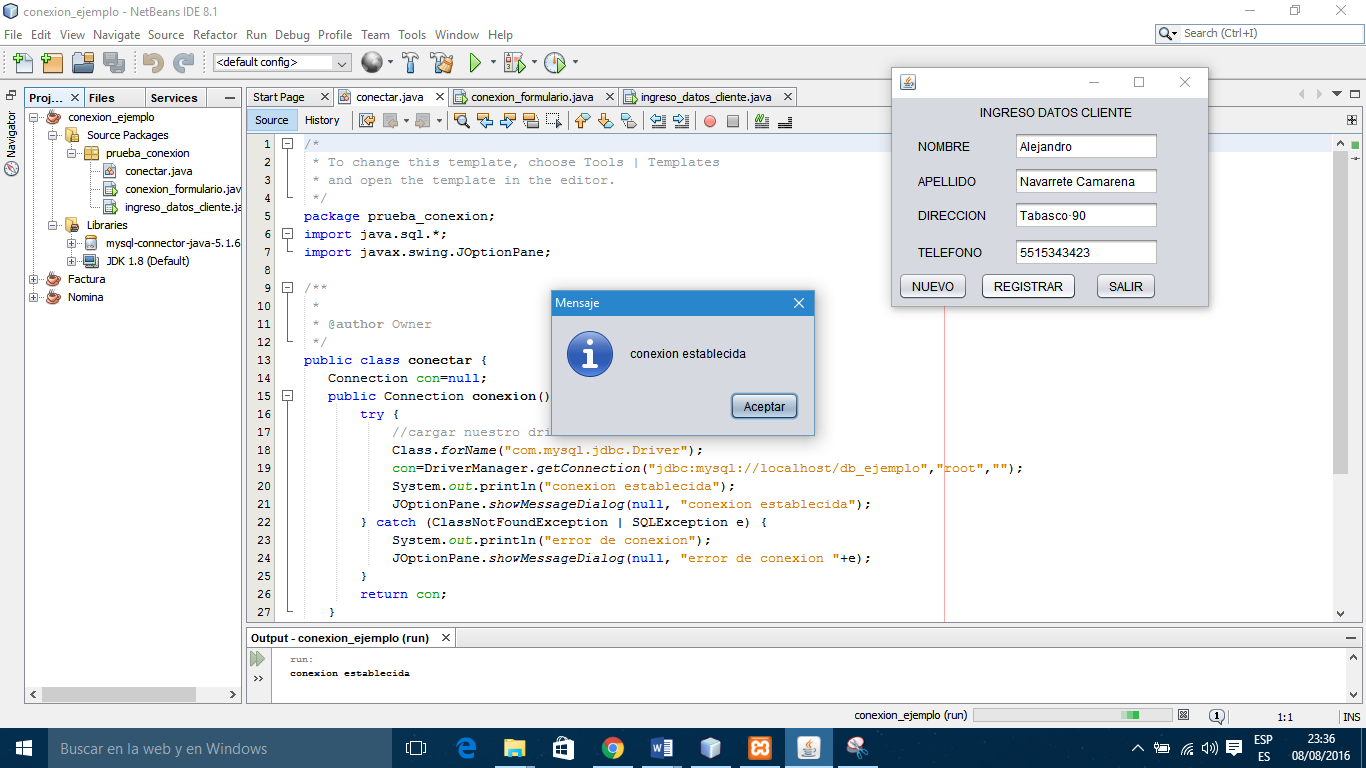 conexion_ejemplo - NetBeans IDE 8.1
File Edit View Navigate Source Refactor Run Debug Profile Team Tools Window Help
Search (Ctrl+I)
<default config>
Navigator
Proj... Files Services
conexion_ejemplo
Source Packages
prueba_conexion
conectar.java
conexion_formulario.jav
ingreso_datos_cliente.ja
Libraries
mysql-connector-java-5.1.6
JDK 1.8 (Default)
Factura
Nomina
Start Page conectar.java conexion_formulario.java ingreso_datos_cliente.java
Source History
1 /*
2 * To change this template, choose Tools | Templates
3 * and open the template in the editor.
4 */
5 package prueba_conexion;
6 import java.sql.*;
7 import javax.swing.JOptionPane;
8
9 /**
10 *
11 * @author Owner
12 */
13 public class conectar {
14 Connection con=null;
15 public Connection conexion()
16 try {
17 //cargar nuestro dri
18 Class.forName("com.mysql.jdbc.Driver");
19 con=DriverManager.getConnection("jdbc:mysql://localhost/db_ejemplo","root","");
20 System.out.println("conexion establecida");
21 JOptionPane.showMessageDialog(null, "conexion establecida");
22 } catch (ClassNotFoundException | SQLException e) {
23 System.out.println("error de conexion");
24 JOptionPane.showMessageDialog(null, "error de conexion "+e);
25 }
26 return con;
27 }
INGRESO DATOS CLIENTE
NOMBRE Alejandro
APELLIDO Navarrete Camarena
DIRECCION Tabasco·90
TELEFONO 5515343423
NUEVO REGISTRAR SALIR
Mensaje
conexion establecida
Aceptar
Output - conexion_ejemplo (run)
run:
conexion establecida
conexion_ejemplo (run) 1 1:1 INS
Buscar en la web y en Windows
ESP
ES
23:36
08/08/2016